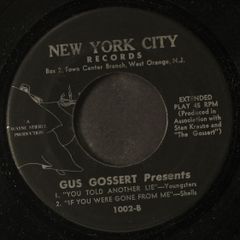 NEW YORK CITY
RECORDS
Box 2, Town Center Branch, West Orange, N.J.
A
WAYNE STIERLE
PRODUCTION
EXTENDED
PLAY 45 RPM
(Produced in
Association with
Stan Krause and
"The Gossert")
GUS GOSSERT Presents
1. "YOU TOLD ANOTHER LIE"—Youngsters
2. "IF YOU WERE GONE FROM ME"—Shells
1002-B